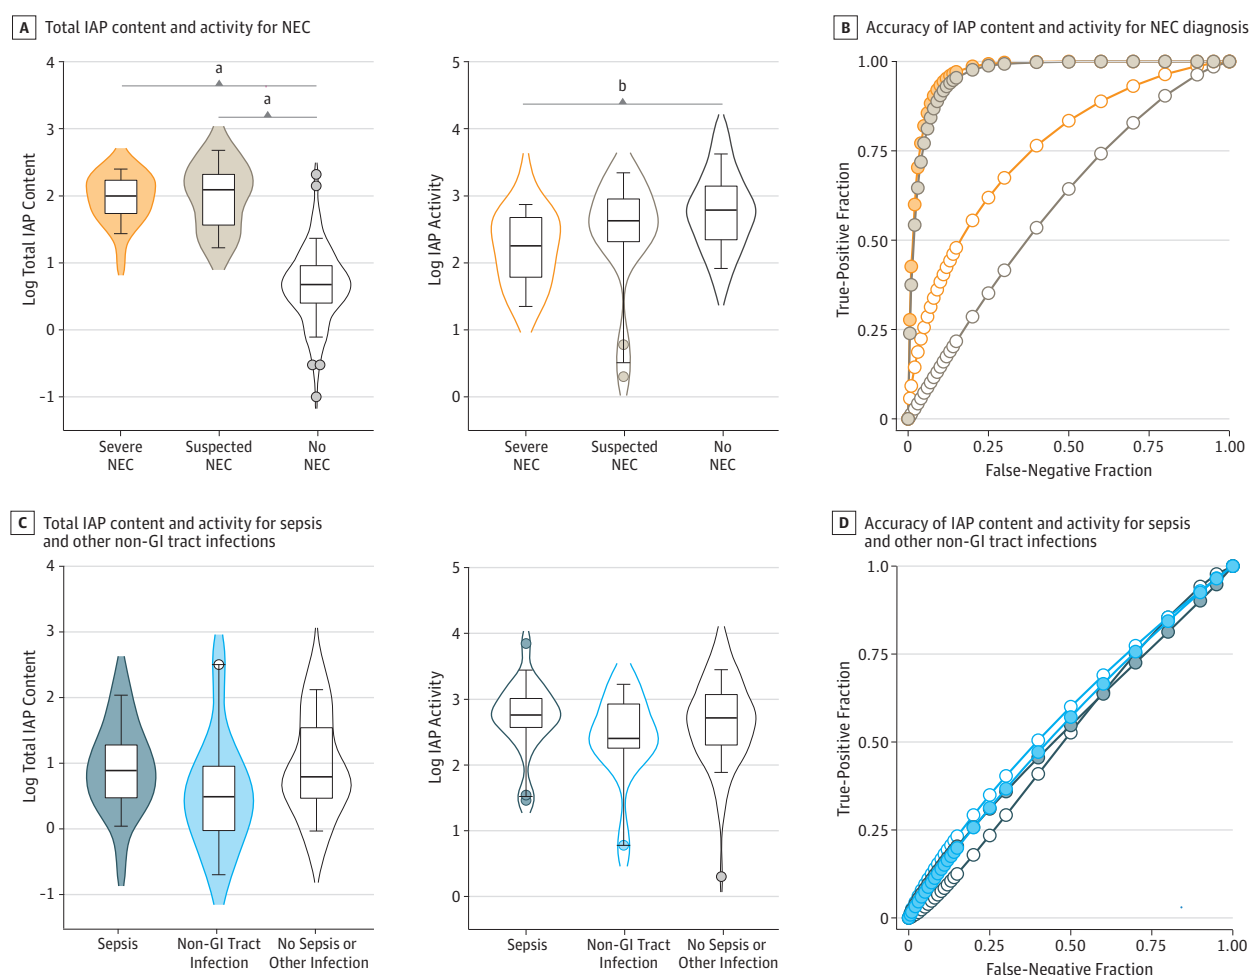 A Total IAP content and activity for NEC
4
3
2
1
0
-1
Log Total IAP Content
a
a
Severe
NEC
Suspected
NEC
No
NEC
5
4
3
2
1
0
Log IAP Activity
b
Severe
NEC
Suspected
NEC
No
NEC
B Accuracy of IAP content and activity for NEC diagnosis
1.00
0.75
0.50
0.25
0
True-Positive Fraction
0
0.25
0.50
0.75
1.00
False-Negative Fraction
C Total IAP content and activity for sepsis
and other non-GI tract infections
4
3
2
1
0
-1
Log Total IAP Content
Sepsis
Non-GI Tract
Infection
No Sepsis or
Other Infection
5
4
3
2
1
0
Log IAP Activity
Sepsis
Non-GI Tract
Infection
No Sepsis or
Other Infection
D Accuracy of IAP content and activity for sepsis
and other non-GI tract infections
1.0
0.75
0.50
0.25
0
True-Positive Fraction
0
0.25
0.50
0.75
1.00
False-Negative Fraction